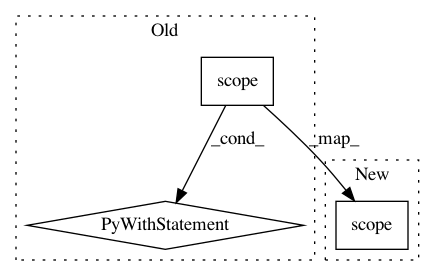 Old
scope
_cond_
_map_
New
PyWithStatement
scope